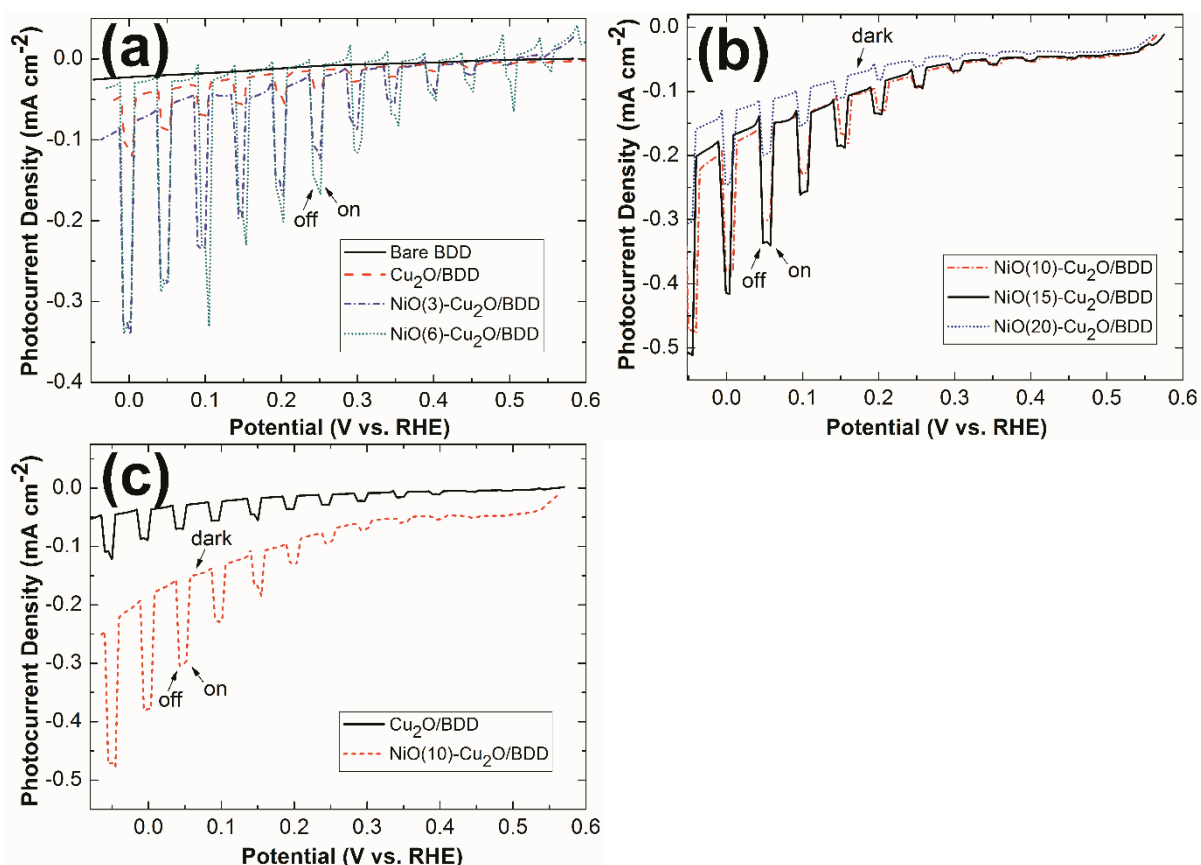 (a)
Photocurrent Density (mA cm⁻²)
0.0
-0.1
-0.2
-0.3
-0.4
off
on
Bare BDD
Cu₂O/BDD
NiO(3)-Cu₂O/BDD
NiO(6)-Cu₂O/BDD
0.0 0.1 0.2 0.3 0.4 0.5 0.6
Potential (V vs. RHE)
(b)
Photocurrent Density (mA cm⁻²)
0.0
-0.1
-0.2
-0.3
-0.4
-0.5
dark
off
on
NiO(10)-Cu₂O/BDD
NiO(15)-Cu₂O/BDD
NiO(20)-Cu₂O/BDD
0.0 0.1 0.2 0.3 0.4 0.5 0.6
Potential (V vs. RHE)
(c)
Photocurrent Density (mA cm⁻²)
0.0
-0.1
-0.2
-0.3
-0.4
-0.5
dark
off
on
Cu₂O/BDD
NiO(10)-Cu₂O/BDD
0.0 0.1 0.2 0.3 0.4 0.5 0.6
Potential (V vs. RHE)